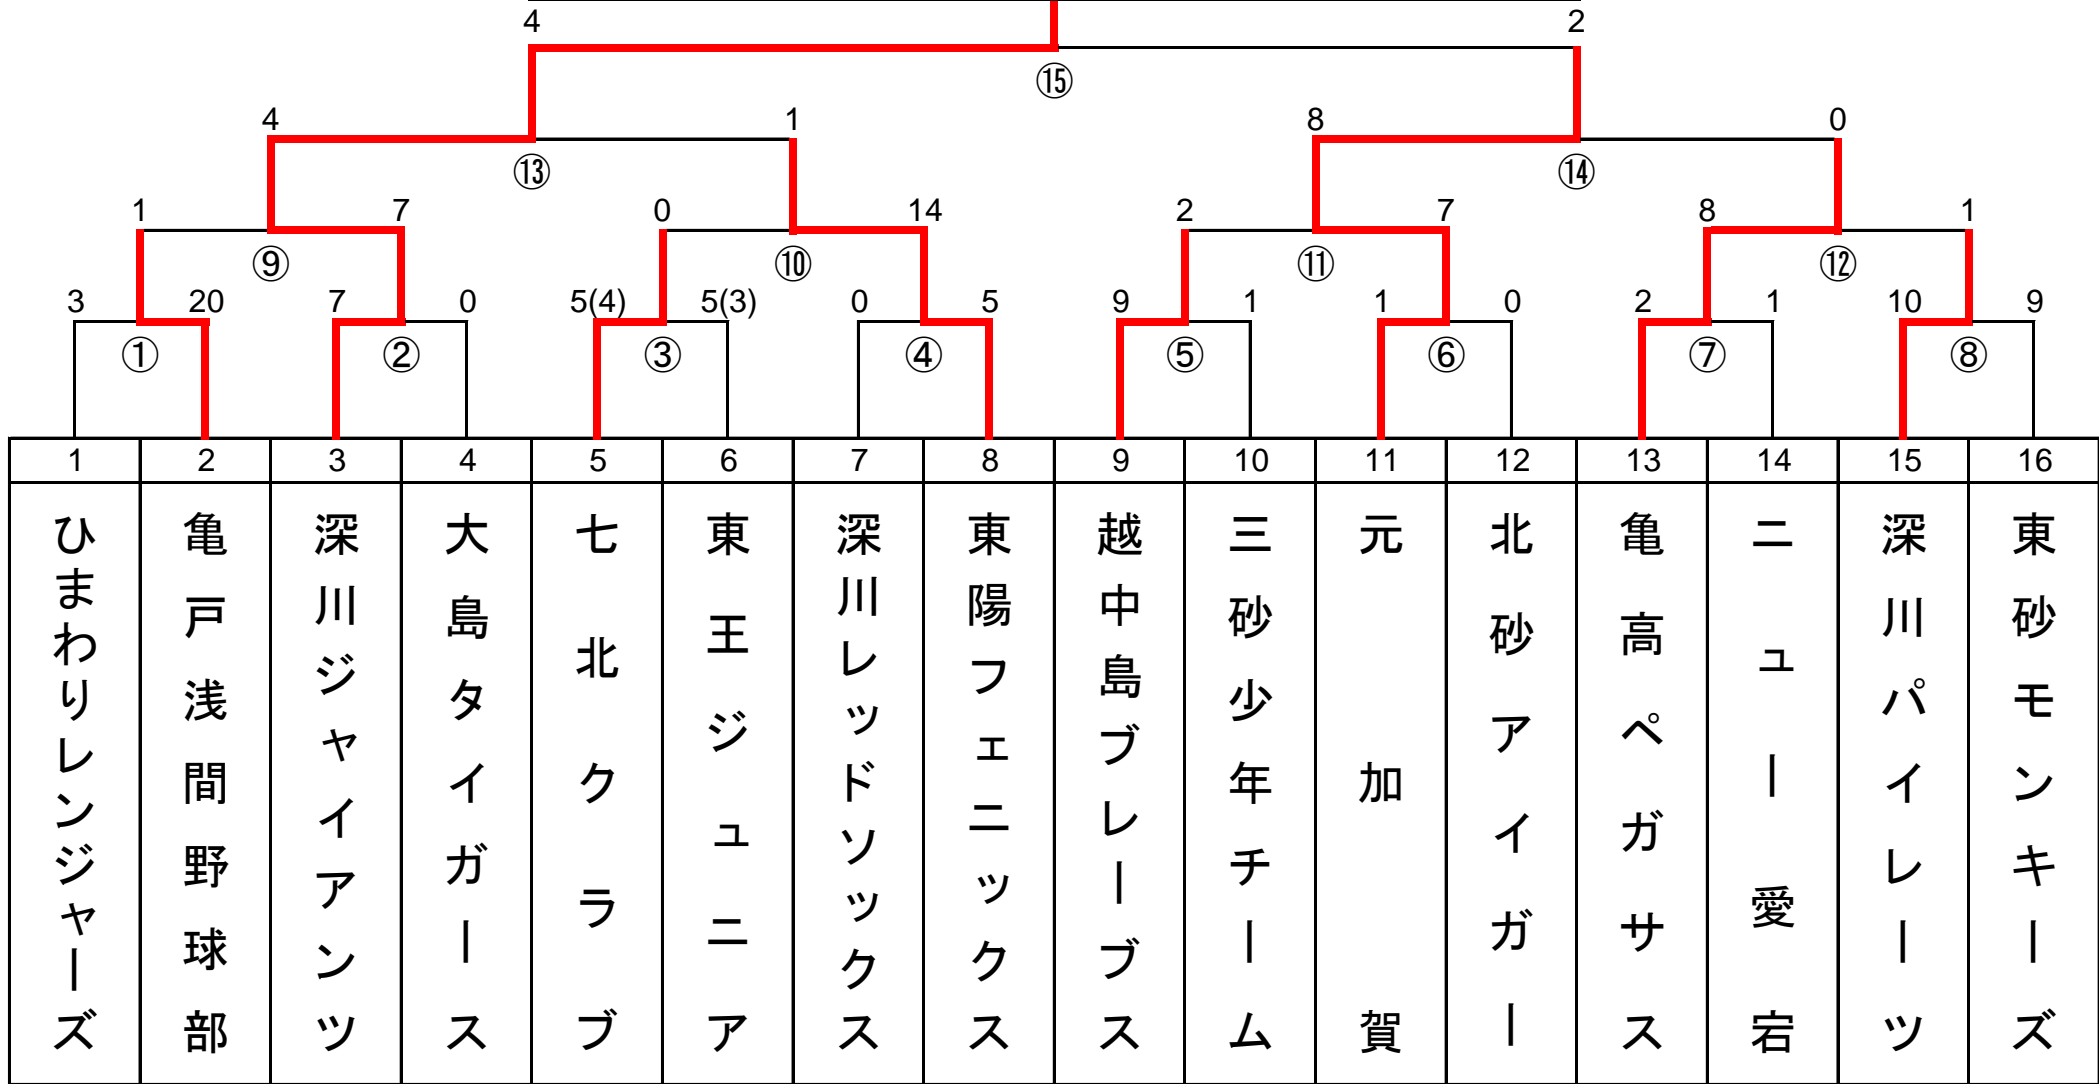 4 2
⑮
4 1 8 0
⑬ ⑭
1 7 0 14 2 7 8 1
⑨ ⑩ ⑪ ⑫
3 20 7 0 5(4) 5(3) 0 5 9 1 1 0 2 1 10 9
① ② ③ ④ ⑤ ⑥ ⑦ ⑧
1 2 3 4 5 6 7 8 9 10 11 12 13 14 15 16
ひまわりレンジャーズ
亀戸浅間野球部
深川ジャイアンツ
大島タイガース
七北クラブ
東王ジュニア
深川レッドソックス
東陽フェニックス
越中島ブレーブス
三砂少年チーム
元加賀
北砂アイガー
亀高ペガサス
ニュー愛宕
深川パイレーツ
東砂モンキーズ